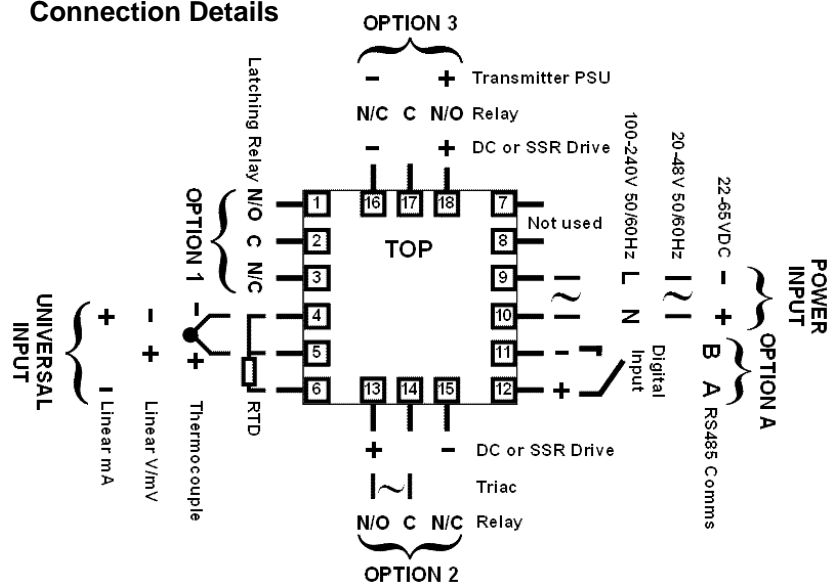 Connection Details
OPTION 3
- + Transmitter PSU
N/C C N/O Relay
- + DC or SSR Drive
Latching Relay
N/O
C
N/C
OPTION 1
16 17 18
1
2
3
4
5
6
TOP
7
8
9
10
11
12
13 14 15
Not used
100-240V 50/60Hz
L
N
20-48V 50/60Hz
~
~
22-65VDC
-
+
POWER
INPUT
- Digital
+ Input
B
A
RS485 Comms
OPTION A
UNIVERSAL
INPUT
+
-
Linear mA
-
+
Linear V/mV
-
+
Thermocouple
RTD
+ - DC or SSR Drive
~ Triac
N/O C N/C Relay
OPTION 2